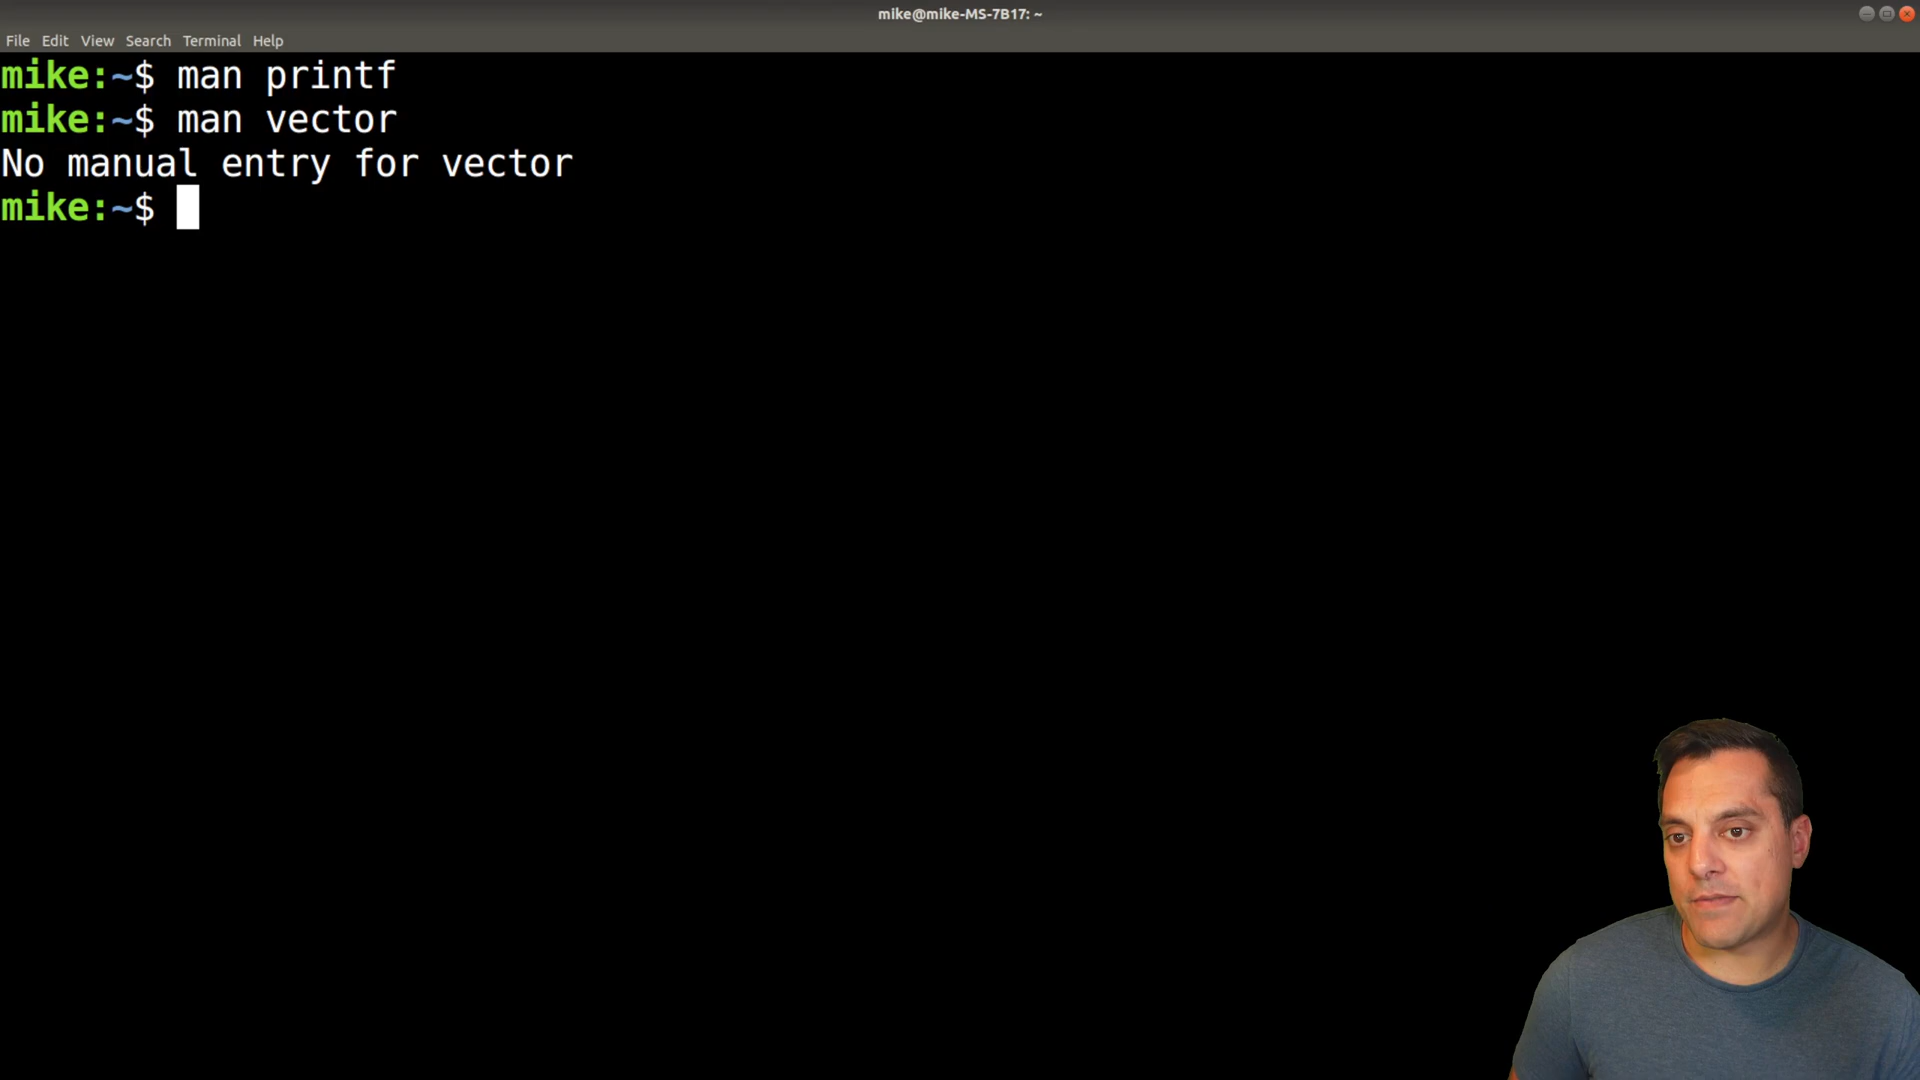 mike@mike-MS-7B17: ~
File Edit View Search Terminal Help
mike:~$ man printf
mike:~$ man vector
No manual entry for vector
mike:~$